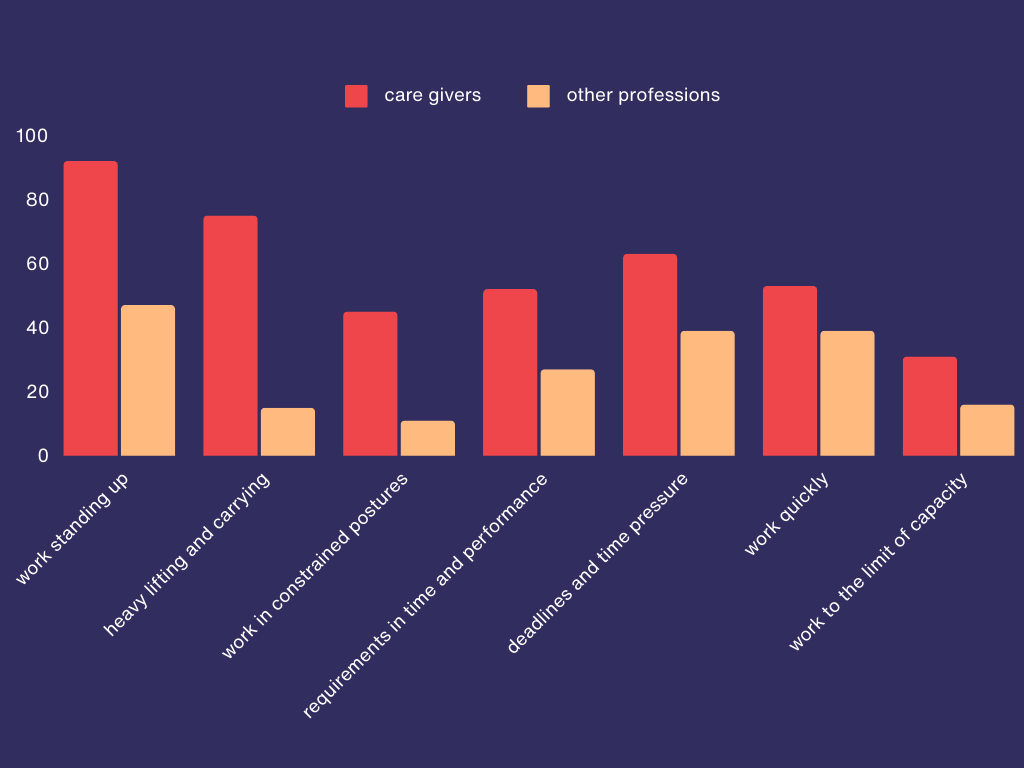 care givers
other professions
100
80
60
40
20
0
work standing up
heavy lifting and carrying
work in constrained postures
requirements in time and performance
deadlines and time pressure
work quickly
work to the limit of capacity